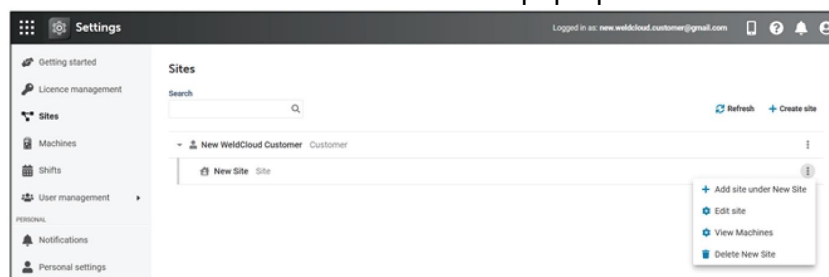 Settings
Logged in as: new.weldcloud.customer@gmail.com
Getting started
Licence management
Sites
Machines
Shifts
User management
PERSONAL
Notifications
Personal settings
Sites
Search
Refresh
Create site
New WeldCloud Customer Customer
New Site Site
Add site under New Site
Edit site
View Machines
Delete New Site